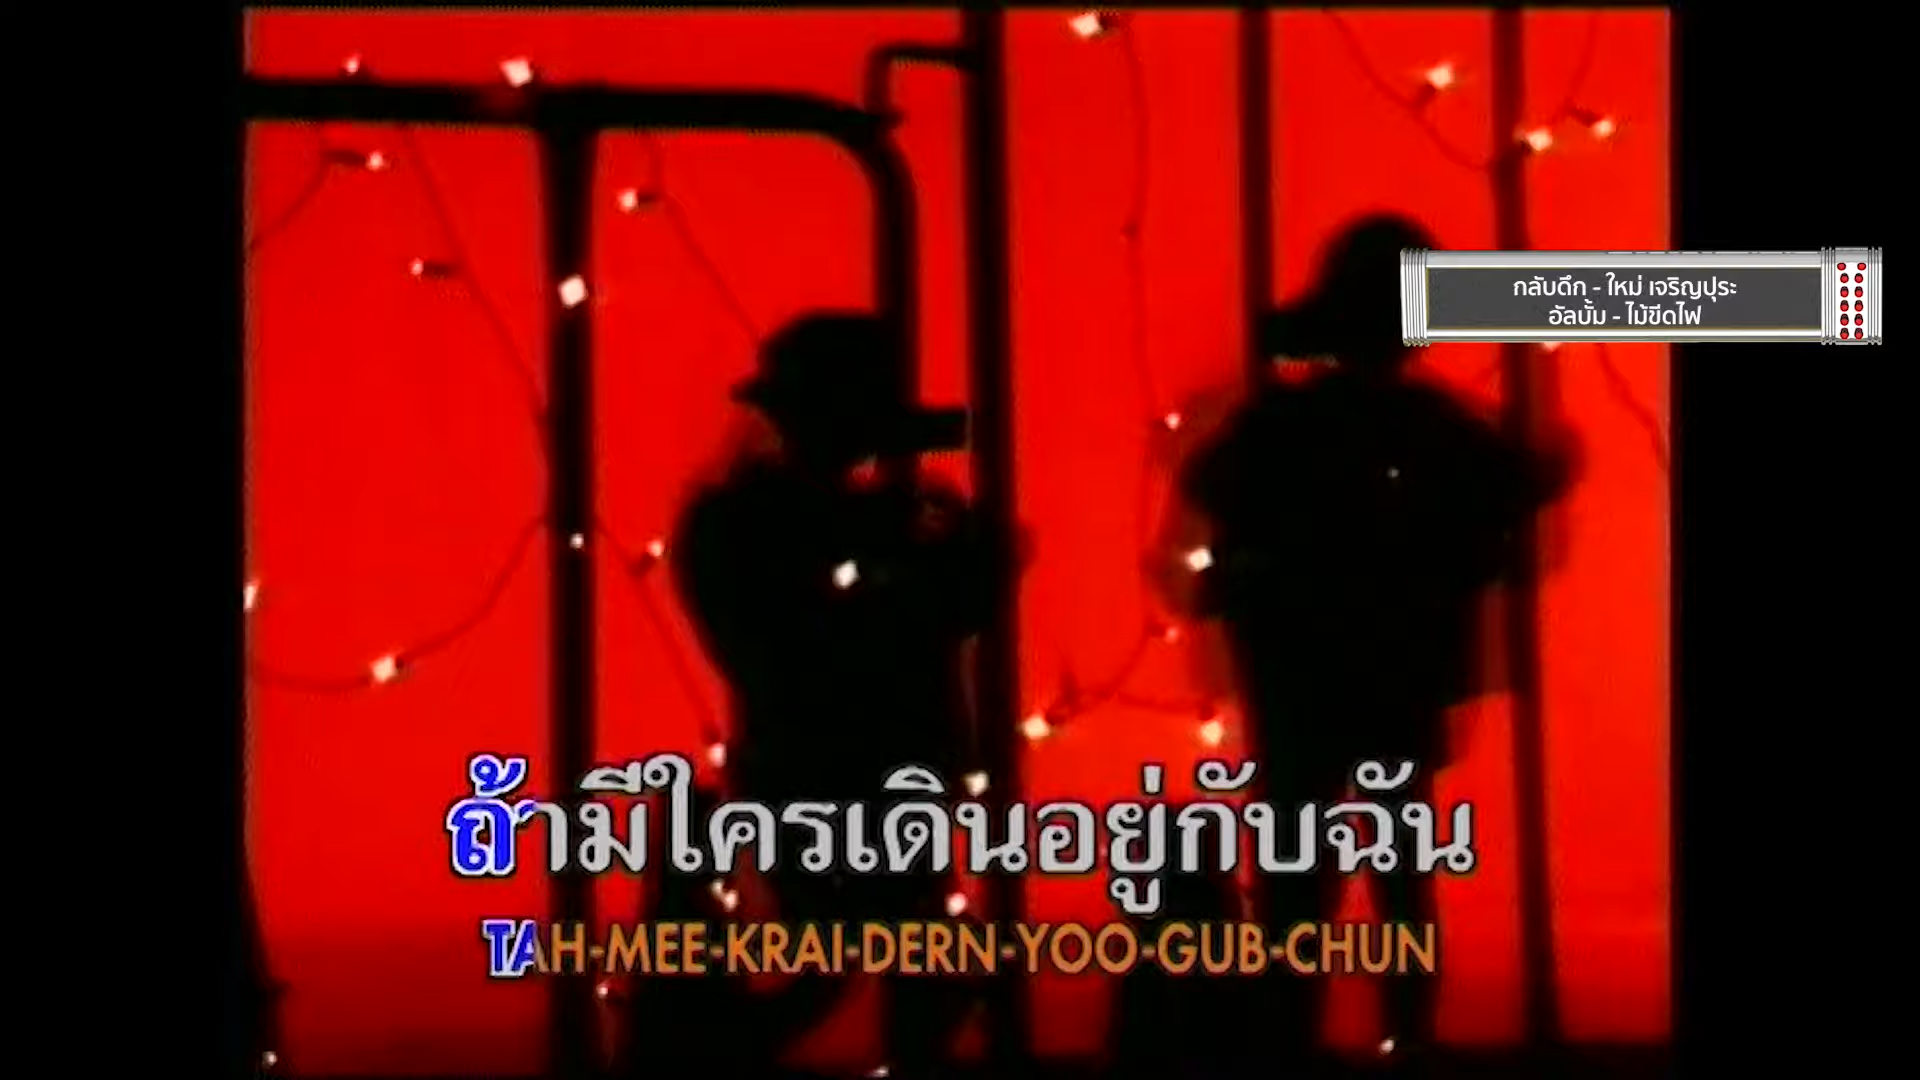 กลับดึก - ใหม่ เจริญปุระ
อัลบั้ม - ไม้ขีดไฟ
ถ้ามีใครเดินอยู่กับฉัน
TAH-MEE-KRAI-DERN-YOO-GUB-CHUN